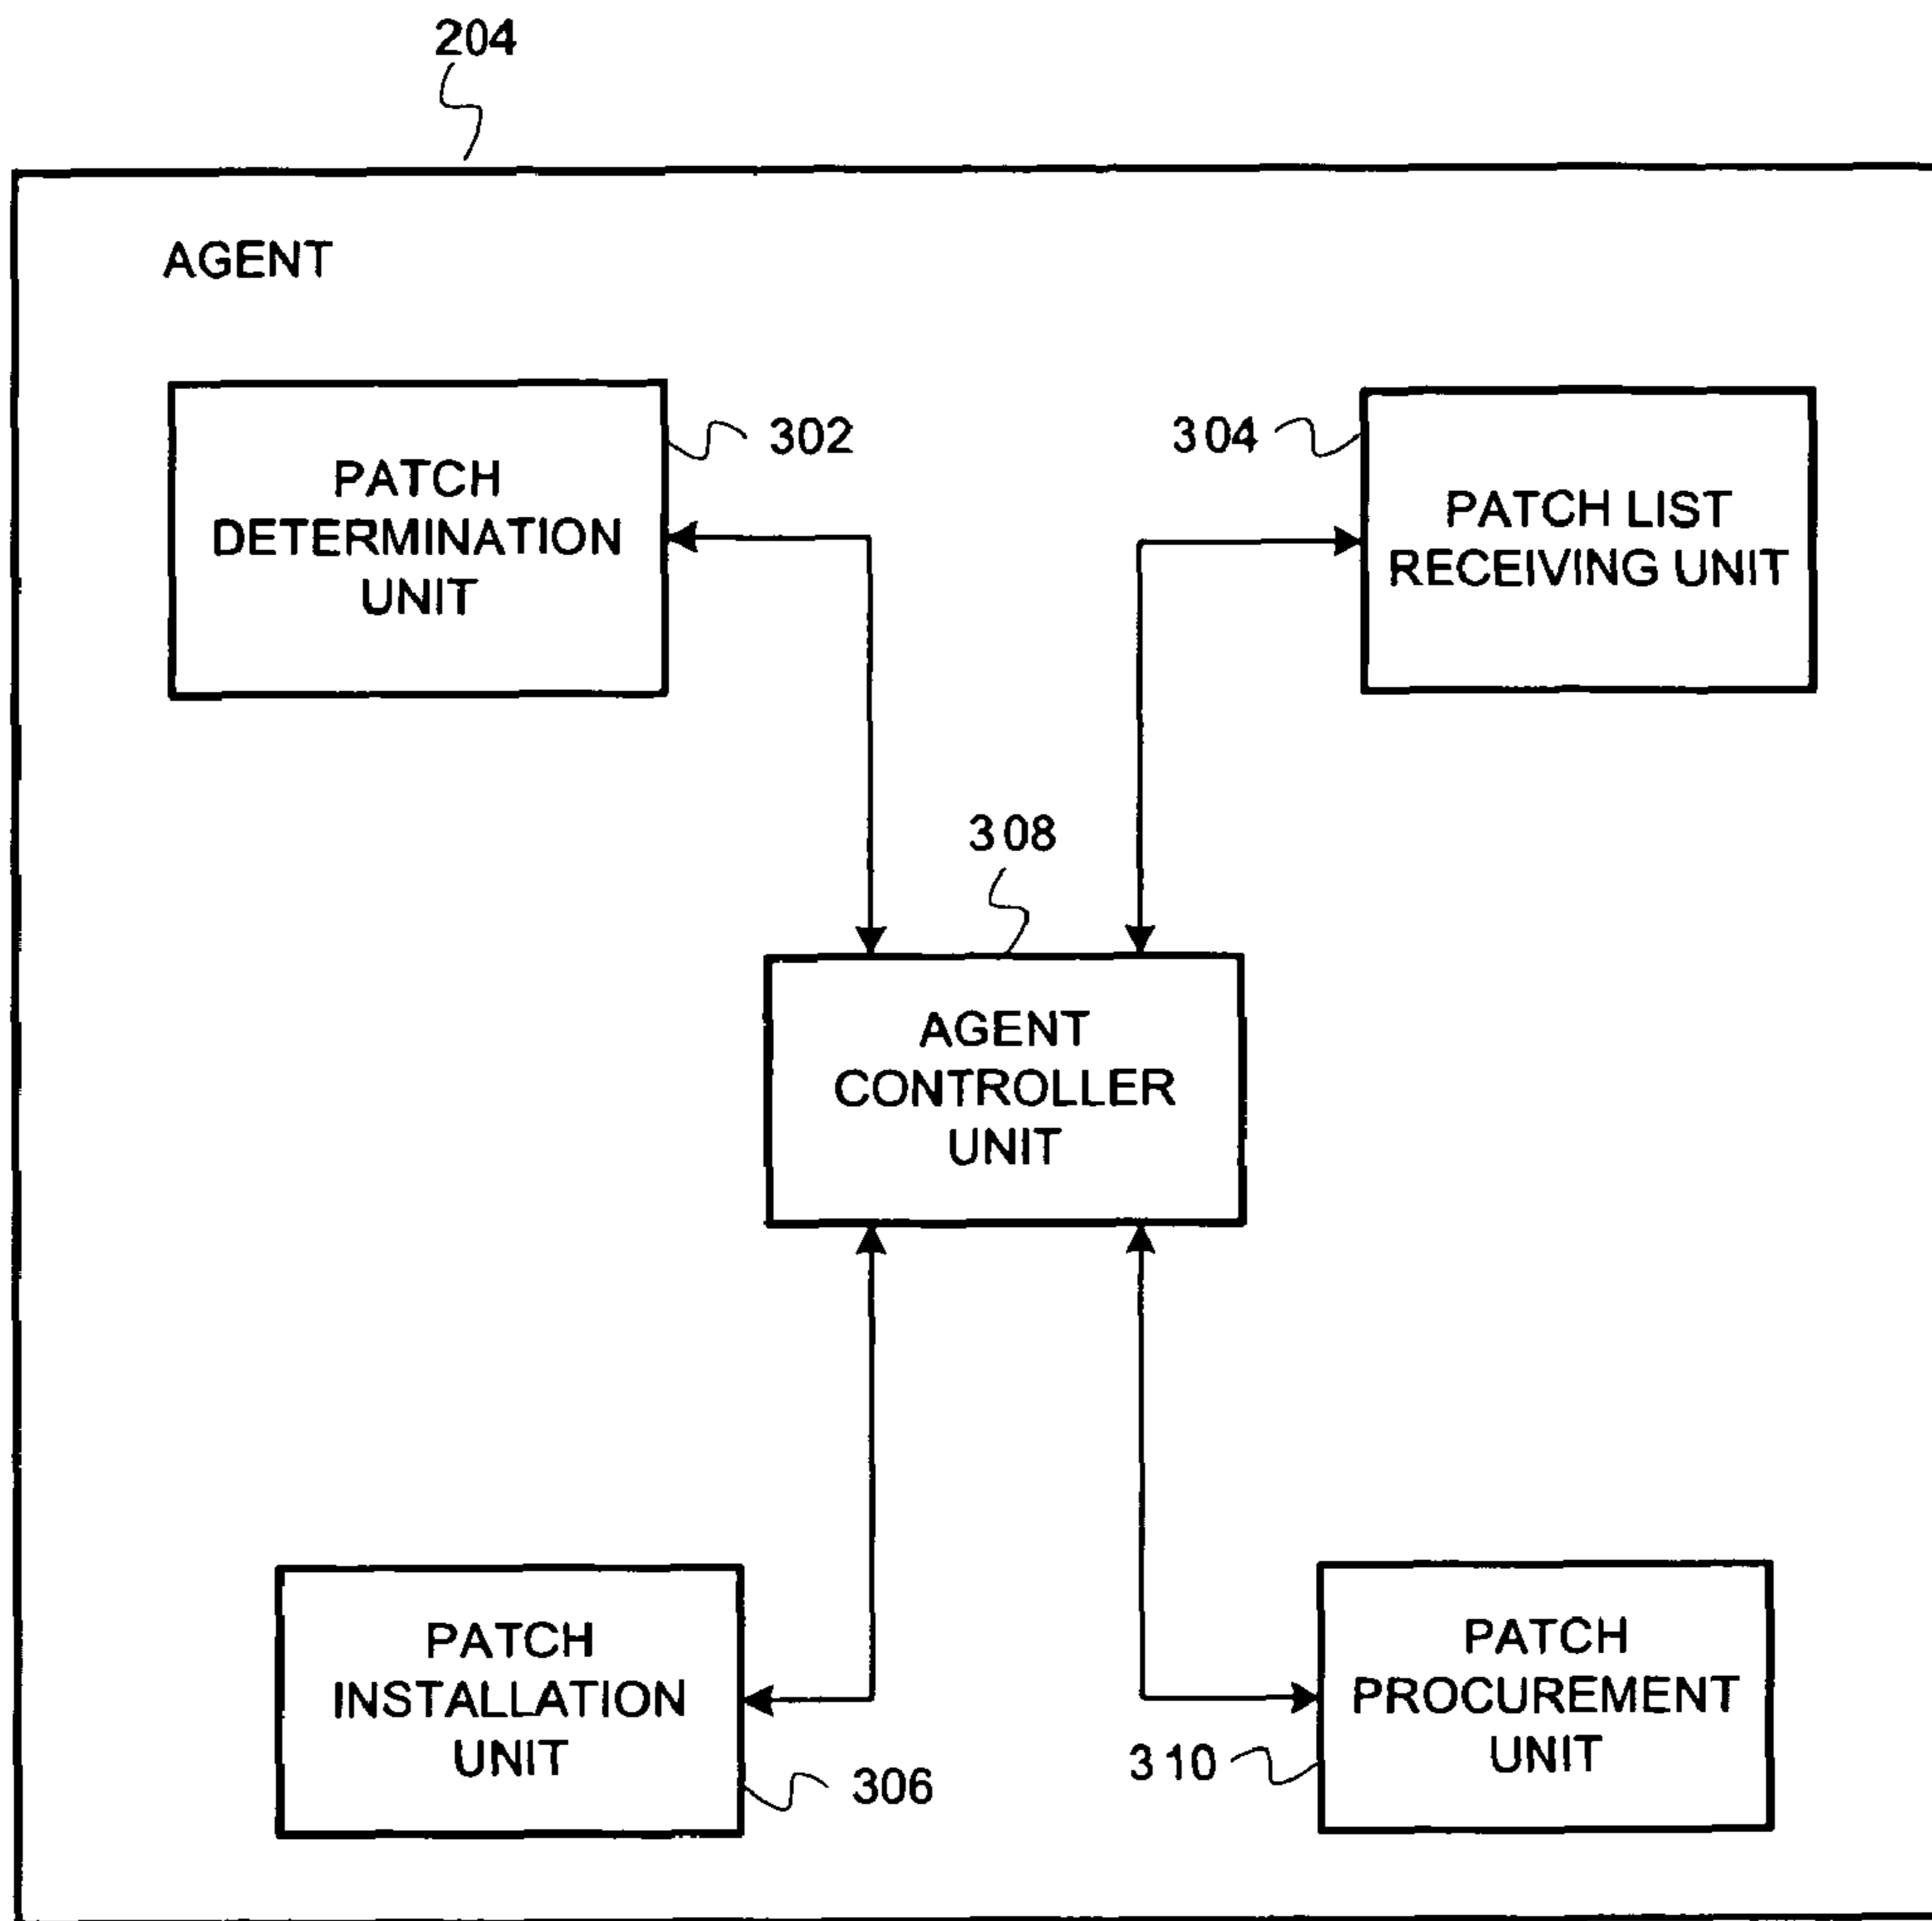 204
AGENT
302
PATCH
DETERMINATION
UNIT
304
PATCH LIST
RECEIVING UNIT
308
AGENT
CONTROLLER
UNIT
PATCH
INSTALLATION
UNIT
306
PATCH
PROCUREMENT
UNIT
310